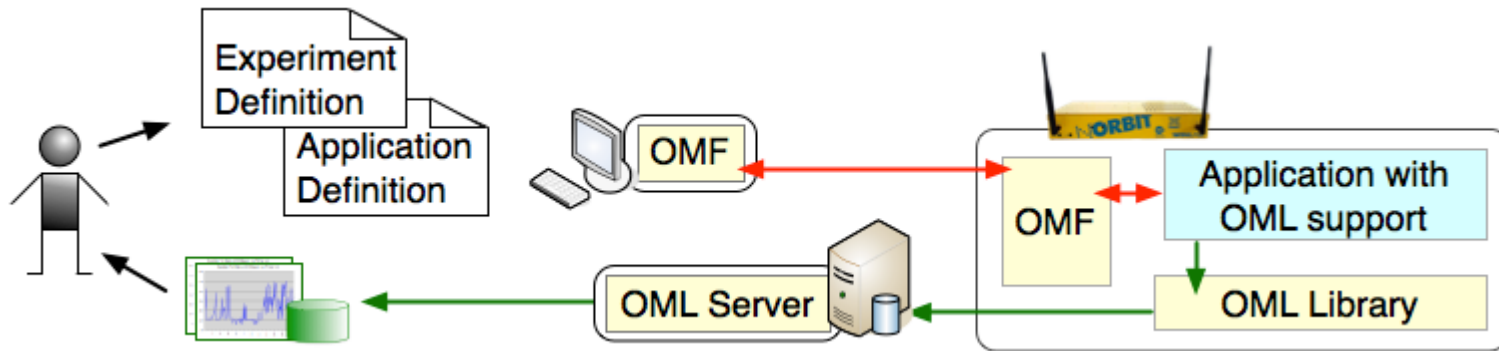 Experiment
Definition
Application
Definition
OMF
ORBIT
OMF
Application with
OML support
OML Server
OML Library